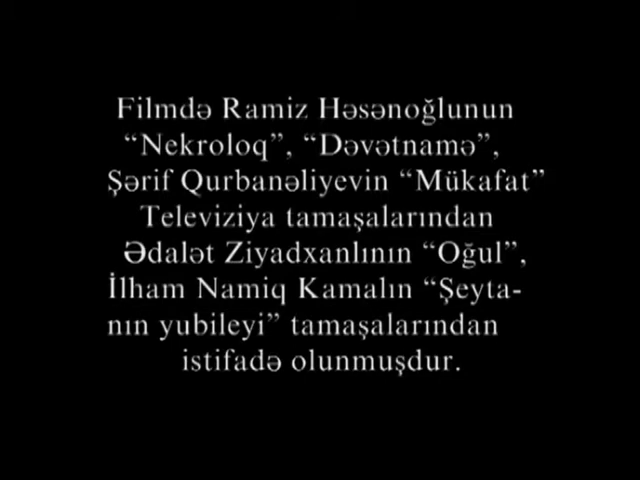 Filmdə Ramiz Həsənoğlunun
“Nekroloq”, “Dəvətnamə”,
Şərif Qurbanəliyevin “Mükafat”
Televiziya tamaşalarından
Ədalət Ziyadxanlının “Oğul”,
İlham Namiq Kamalın “Şeyta-
nın yubileyi” tamaşalarından
istifadə olunmuşdur.